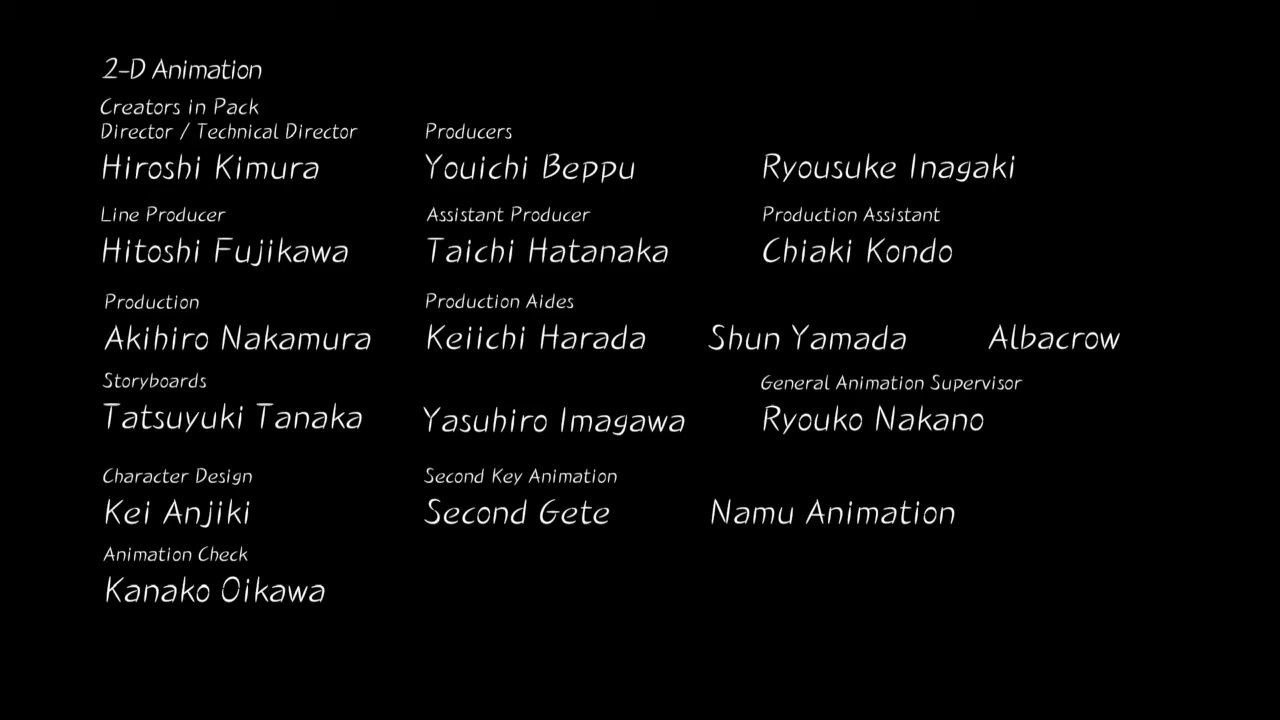 2-D Animation
Creators in Pack
Director / Technical Director Producers
Hiroshi Kimura Youichi Beppu Ryousuke Inagaki
Line Producer Assistant Producer Production Assistant
Hitoshi Fujikawa Taichi Hatanaka Chiaki Kondo
Production Production Aides
Akihiro Nakamura Keiichi Harada Shun Yamada Albacrow
Storyboards General Animation Supervisor
Tatsuyuki Tanaka Yasuhiro Imagawa Ryouko Nakano
Character Design Second Key Animation
Kei Anjiki Second Gete Namu Animation
Animation Check
Kanako Oikawa